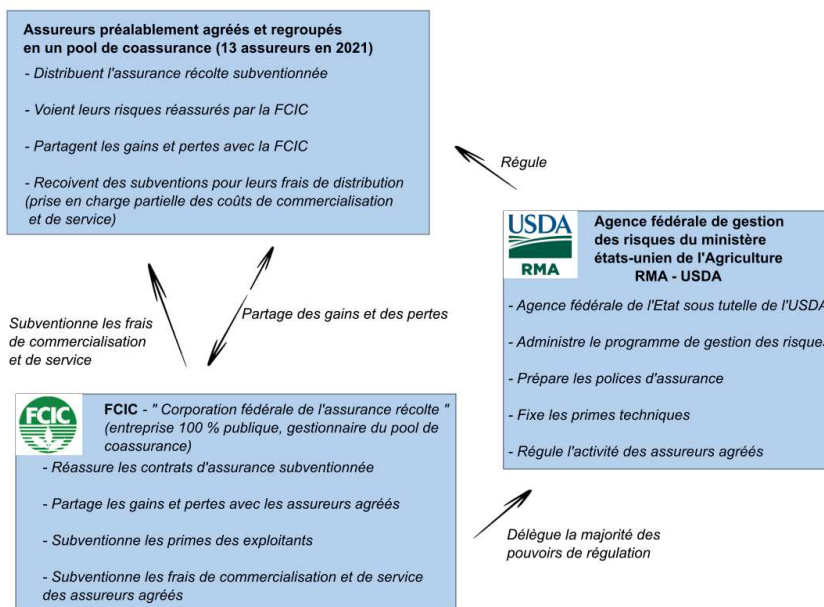 Assureurs préalablement agréés et regroupés
en un pool de coassurance (13 assureurs en 2021)
- Distribuent l'assurance récolte subventionnée
- Voient leurs risques réassurés par la FCIC
- Partagent les gains et pertes avec la FCIC
- Recoivent des subventions pour leurs frais de distribution
(prise en charge partielle des coûts de commercialisation
et de service)
Régule
USDA
RMA
Agence fédérale de gestion
des risques du ministère
états-unien de l'Agriculture
RMA - USDA
- Agence fédérale de l'Etat sous tutelle de l'USDA
- Administre le programme de gestion des risques
- Prépare les polices d'assurance
- Fixe les primes techniques
- Régule l'activité des assureurs agréés
Subventionne les frais
de commercialisation
et de service
Partage des gains et des pertes
FCIC
FCIC - " Corporation fédérale de l'assurance récolte "
(entreprise 100 % publique, gestionnaire du pool de
coassurance)
- Réassure les contrats d'assurance subventionnée
- Partage les gains et pertes avec les assureurs agréés
- Subventionne les primes des exploitants
- Subventionne les frais de commercialisation et de service
des assureurs agréés
Délègue la majorité des
pouvoirs de régulation